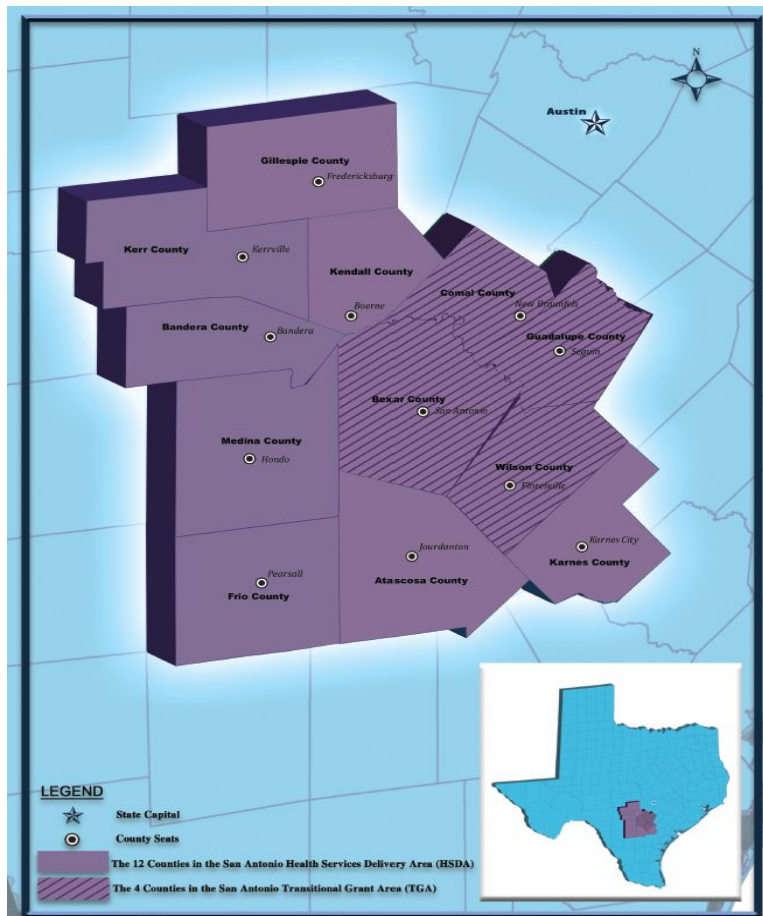 N
Austin
Gillespie County
Fredericksburg
Kerr County
Kerrville
Kendall County
Boerne
Comal County
New Braunfels
Bandera County
Bandera
Guadalupe County
Seguin
Bexar County
San Antonio
Medina County
Hondo
Wilson County
Floresville
Karnes City
Karnes County
Jourdanton
Atascosa County
Pearsall
Frio County
LEGEND
State Capital
County Seats
The 12 Counties in the San Antonio Health Services Delivery Area (HSDA)
The 4 Counties in the San Antonio Transitional Grant Area (TGA)